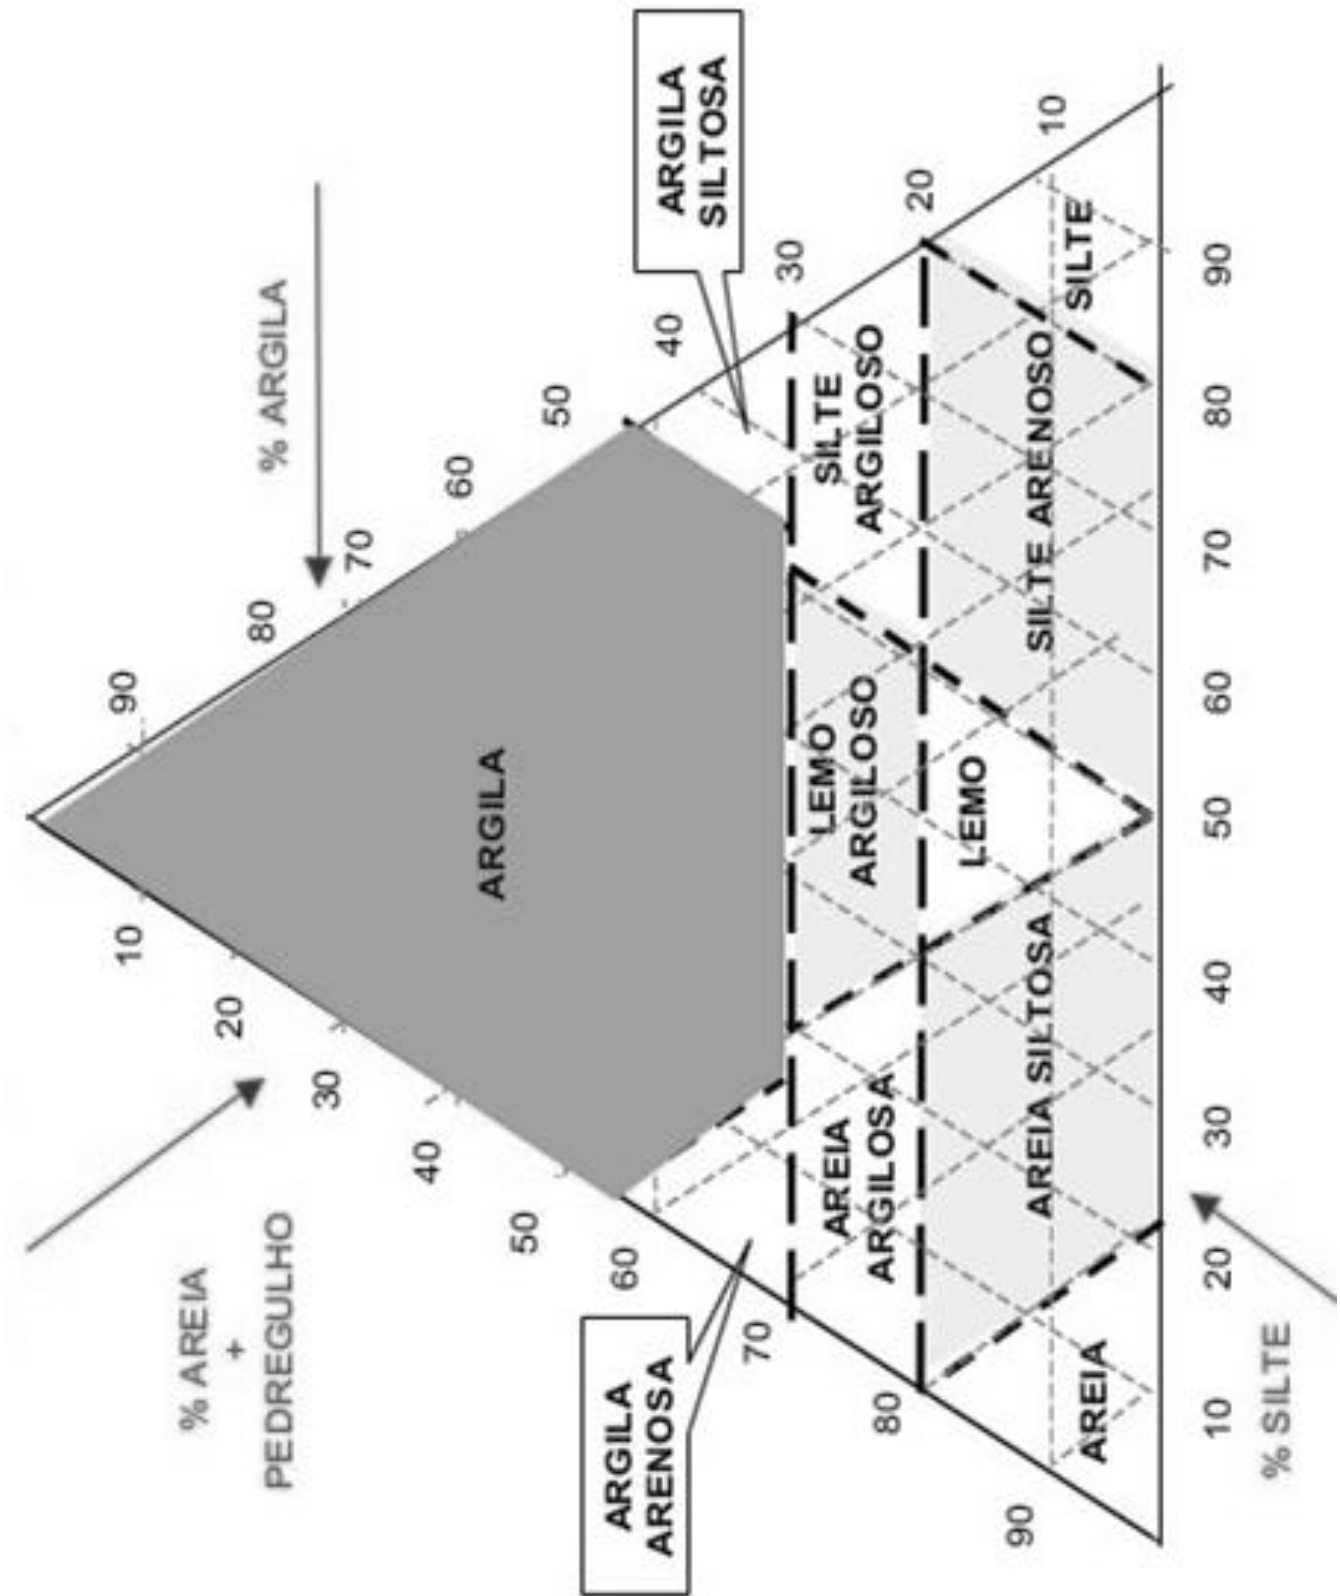 % AREIA
+
PEDREGULHO
% ARGILA
10
20
30
40
50
60
70
80
90
90
80
70
60
50
40
30
20
10
ARGILA
ARGILA
ARENOSA
ARGILA
SILTOSA
AREIA
ARGILOSA
LEMO
ARGILOSO
SILTE
ARGILOSO
AREIA
AREIA SILTOSA
LEMO
SILTE ARENOSO
SILTE
10
20
30
40
50
60
70
80
90
% SILTE